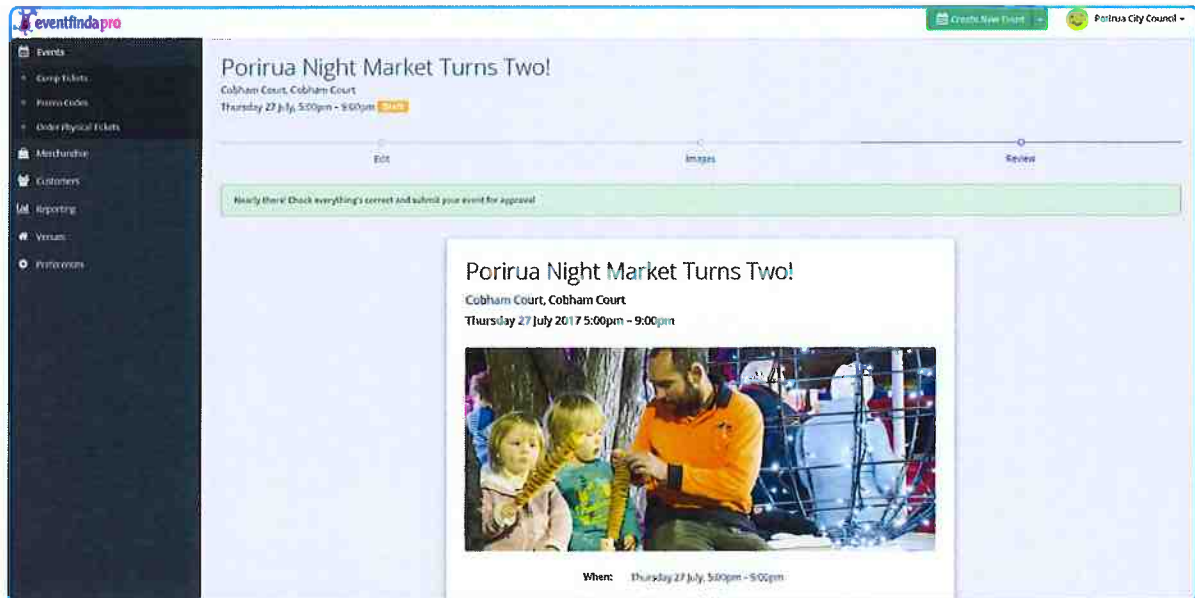 eventfindapro
Create New Event
Porirua City Council
Events
Comp Tickets
Promo Codes
Order Physical Tickets
Merchandise
Customers
Reporting
Venues
Preferences
Porirua Night Market Turns Two!
Cobham Court, Cobham Court
Thursday 27 July, 5:00pm – 9:00pm Draft
Edit
Images
Review
Nearly there! Check everything's correct and submit your event for approval
Porirua Night Market Turns Two!
Cobham Court, Cobham Court
Thursday 27 July 2017 5:00pm – 9:00pm
When: Thursday 27 July, 5:00pm – 9:00pm